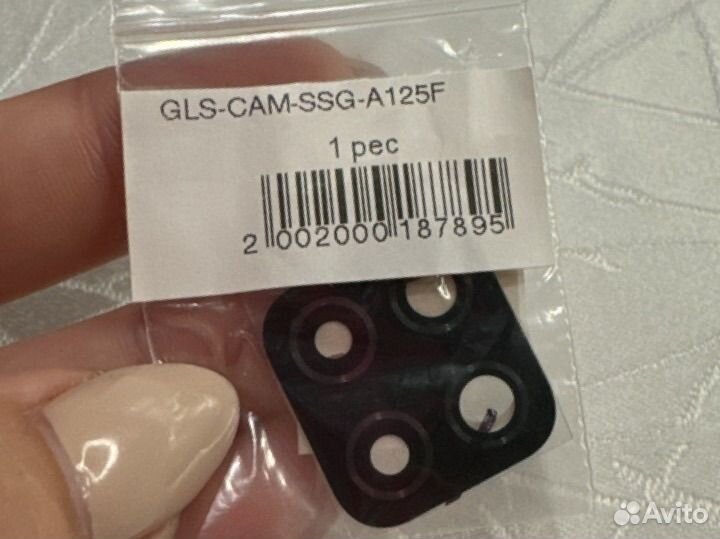 GLS-CAM-SSG-A125F
1 pec
2 002000 187895
Avito